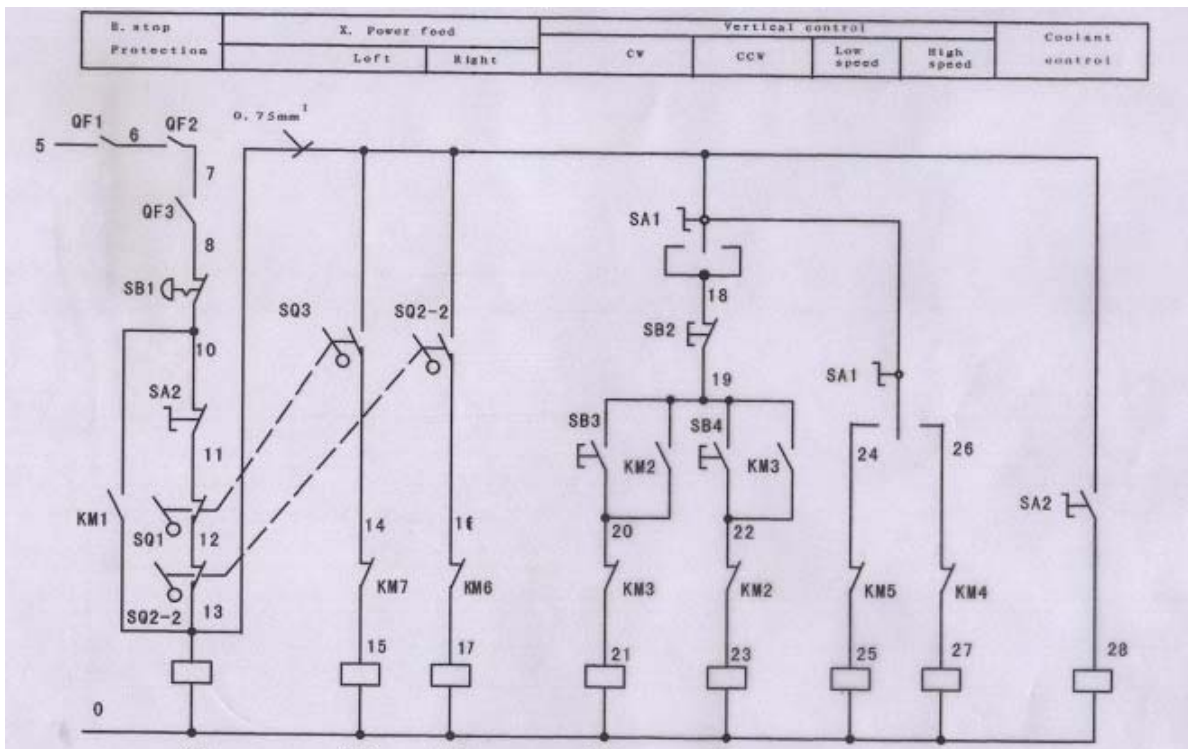 E. stop Protection
X. Power feed
Left
Right
Vertical control
CW
CCW
Low speed
High speed
Coolant control
QF1
6
QF2
0.75mm
5
7
QF3
8
SA1
SB1
18
SQ3
SQ2-2
SB2
10
SA2
19
SA1
SB3
SB4
11
KM2
KM3
24
26
KM1
SQ1
12
14
16
20
22
SA2
SQ2-2
13
KM7
KM6
KM3
KM2
KM5
KM4
15
17
21
23
25
27
28
0